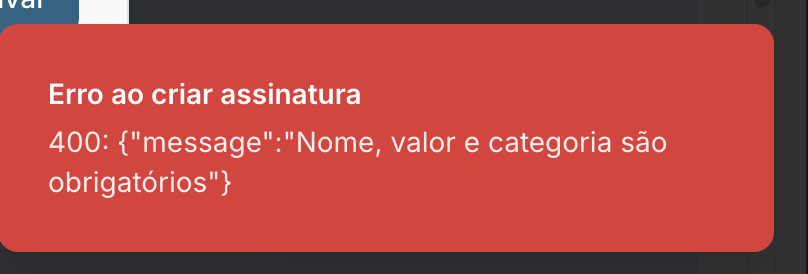 Erro ao criar assinatura
400: {"message":"Nome, valor e categoria são
obrigatórios"}